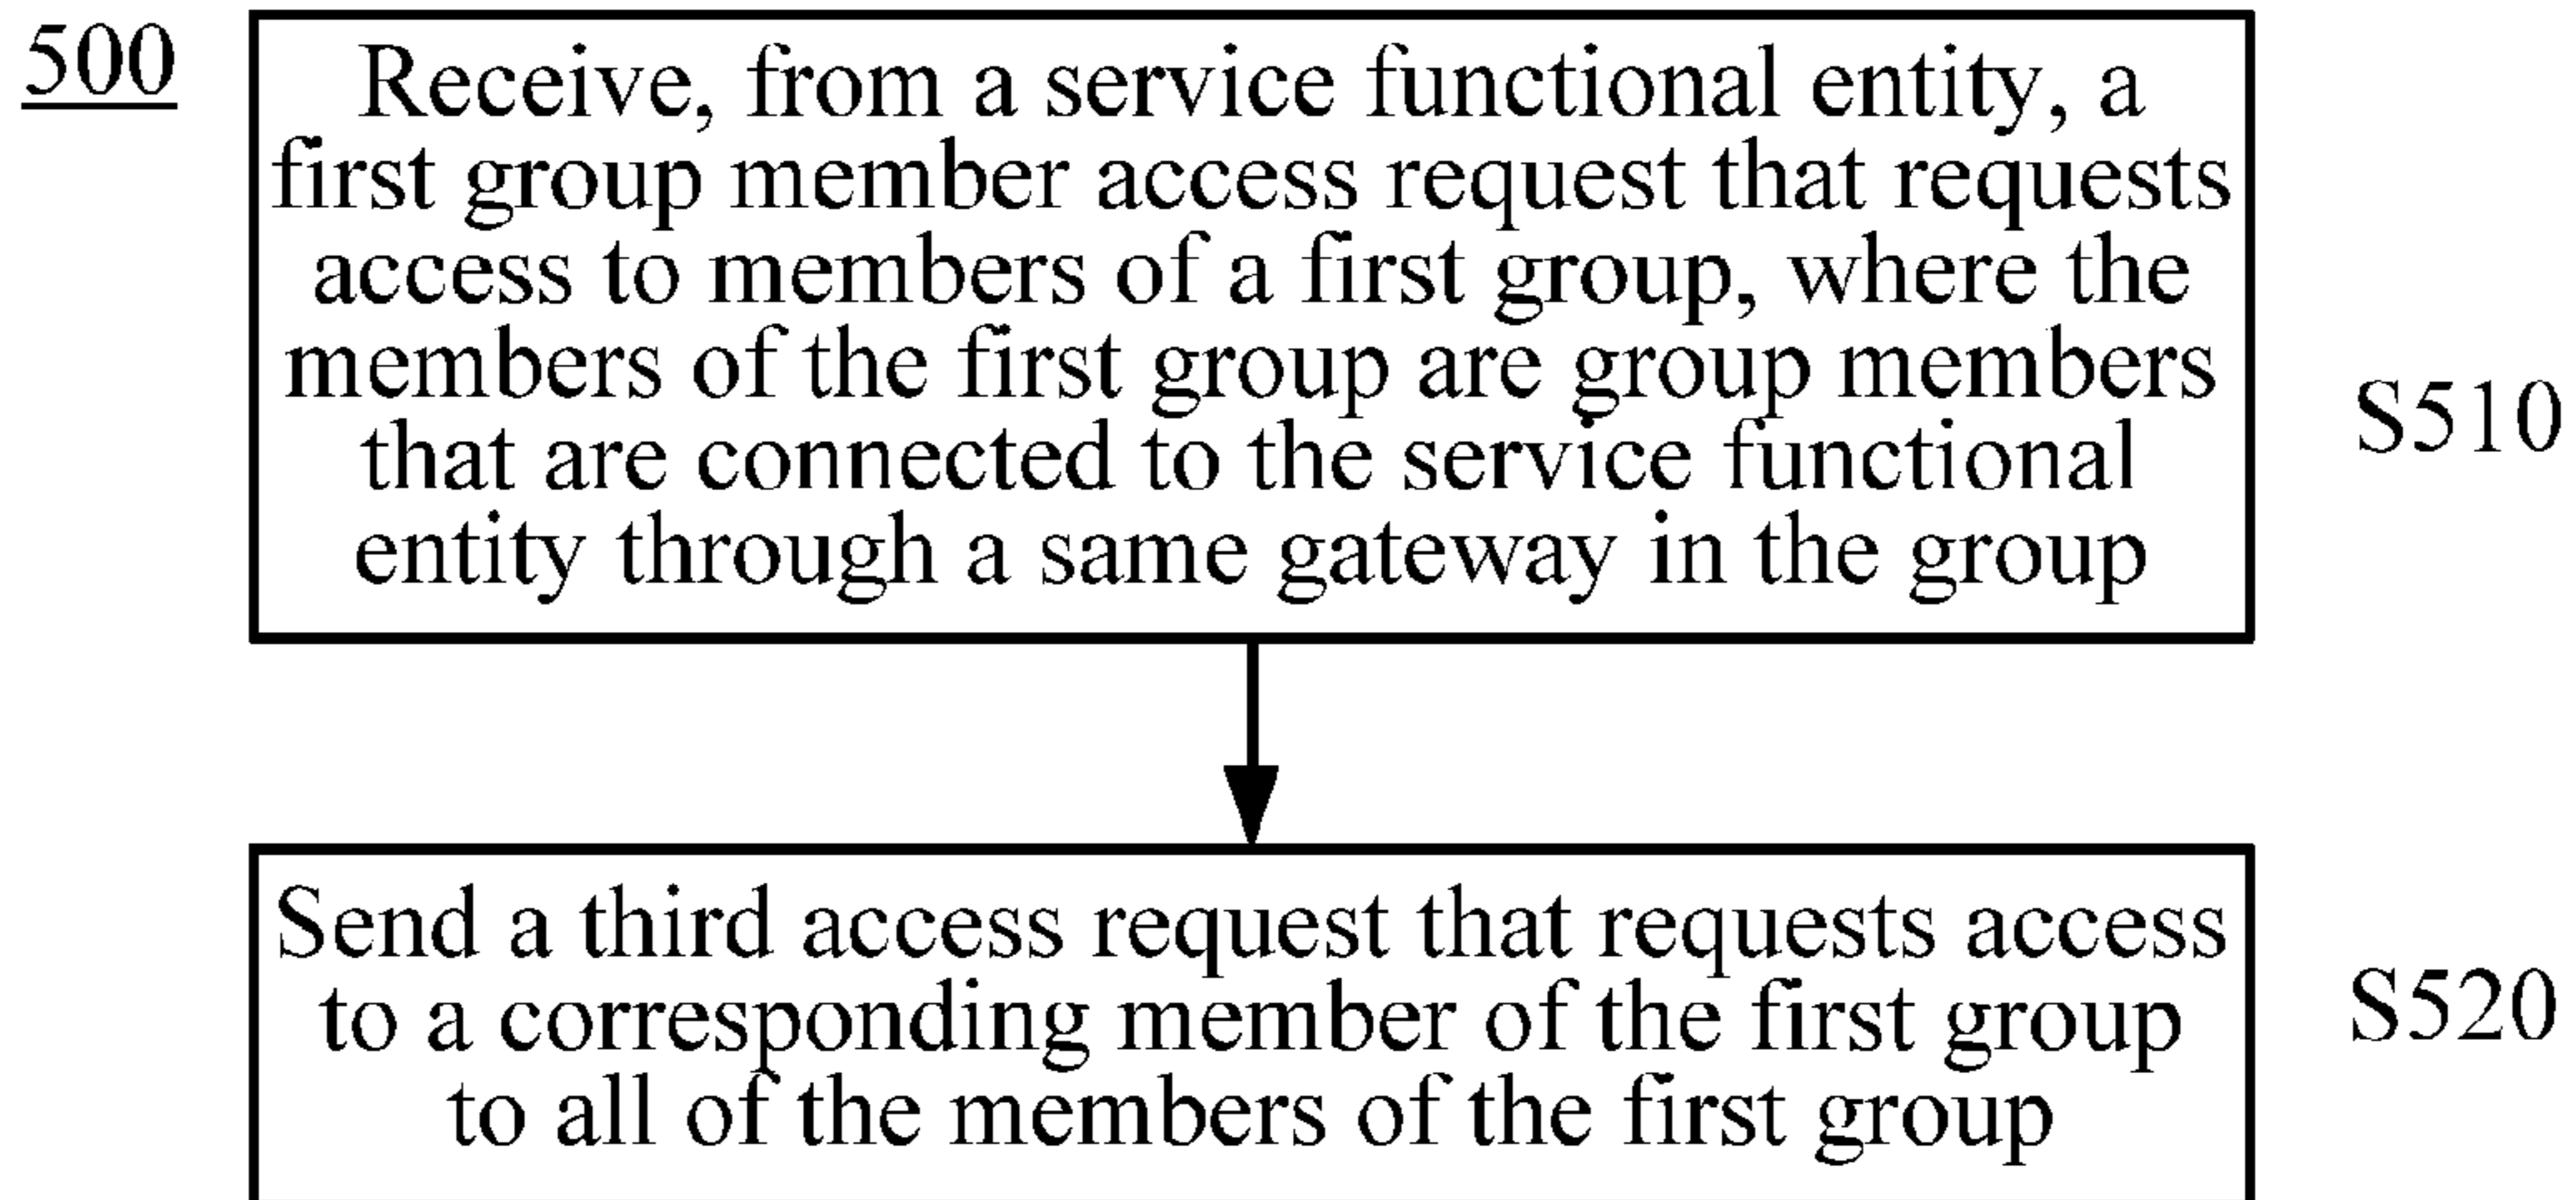 500
Receive, from a service functional entity, a
first group member access request that requests
access to members of a first group, where the
members of the first group are group members
that are connected to the service functional
entity through a same gateway in the group
S510
Send a third access request that requests access
to a corresponding member of the first group
to all of the members of the first group
S520